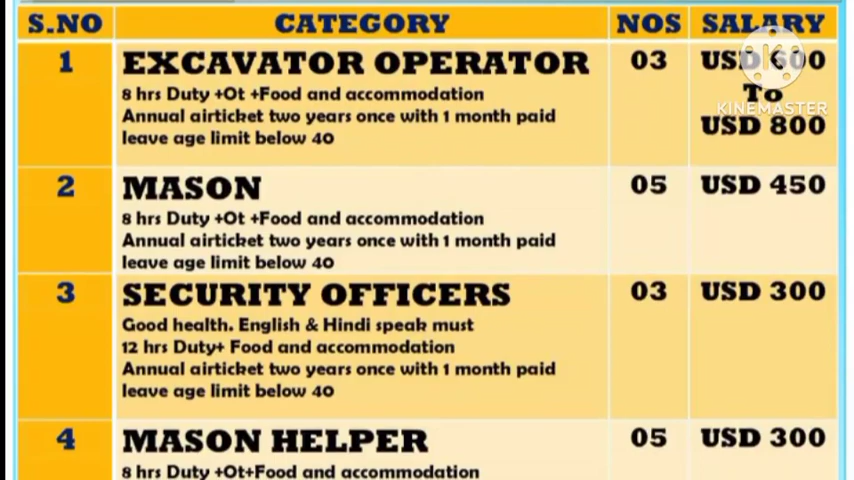 S.NO CATEGORY NOS SALARY
1 EXCAVATOR OPERATOR 03 USD 600
8 hrs Duty +Ot +Food and accommodation To
Annual airticket two years once with 1 month paid USD 800
leave age limit below 40
2 MASON 05 USD 450
8 hrs Duty +Ot +Food and accommodation
Annual airticket two years once with 1 month paid
leave age limit below 40
3 SECURITY OFFICERS 03 USD 300
Good health. English & Hindi speak must
12 hrs Duty+ Food and accommodation
Annual airticket two years once with 1 month paid
leave age limit below 40
4 MASON HELPER 05 USD 300
8 hrs Duty +Ot+Food and accommodation
K
KINEMASTER